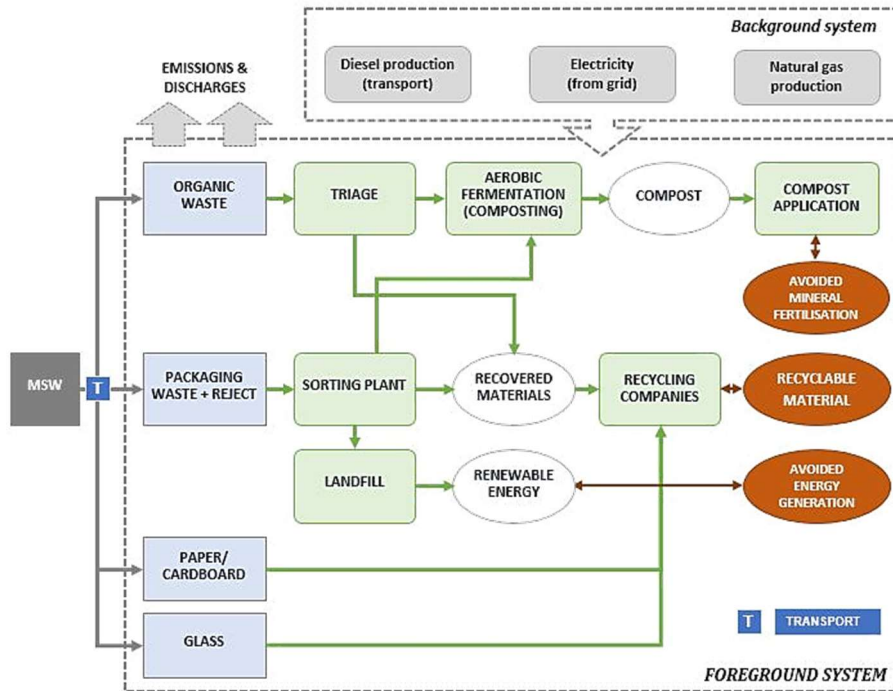 Background system
EMISSIONS &
DISCHARGES
Diesel production
(transport)
Electricity
(from grid)
Natural gas
production
ORGANIC
WASTE
TRIAGE
AEROBIC
FERMENTATION
(COMPOSTING)
COMPOST
COMPOST
APPLICATION
AVOIDED
MINERAL
FERTILISATION
MSW
T
PACKAGING
WASTE + REJECT
SORTING PLANT
RECOVERED
MATERIALS
RECYCLING
COMPANIES
RECYCLABLE
MATERIAL
LANDFILL
RENEWABLE
ENERGY
AVOIDED
ENERGY
GENERATION
PAPER/
CARDBOARD
GLASS
T TRANSPORT
FOREGROUND SYSTEM